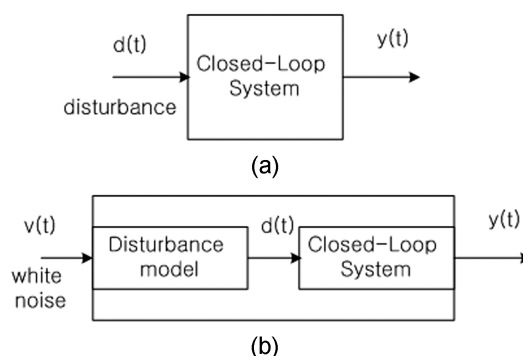 d(t)
y(t)
Closed-Loop
System
disturbance
(a)
v(t)
d(t)
y(t)
Disturbance
model
Closed-Loop
System
white
noise
(b)